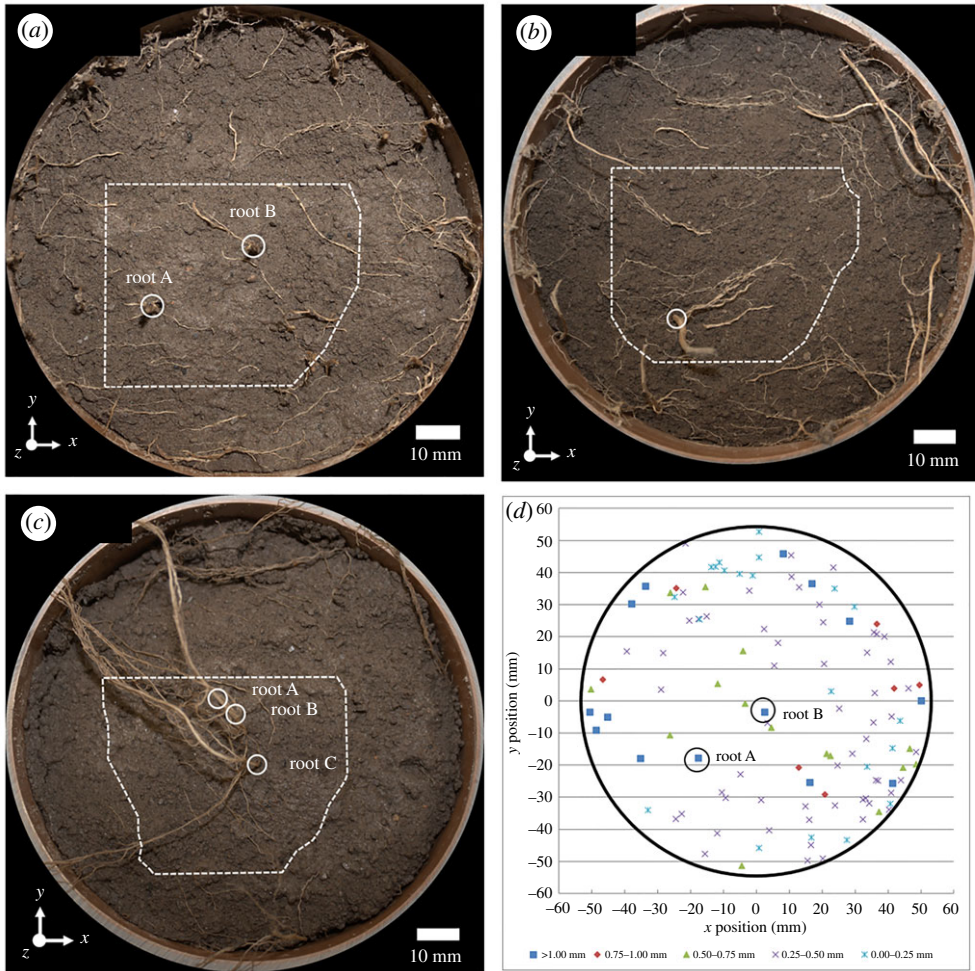 (a)
root B
root A
y
z
x
10 mm
(b)
y
z
x
10 mm
(c)
root A
root B
root C
y
z
x
10 mm
(d)
60
50
40
30
20
10
0
–10
–20
–30
–40
–50
–60
y position (mm)
root B
root A
–60 –50 –40 –30 –20 –10 0 10 20 30 40 50 60
x position (mm)
>1.00 mm 0.75–1.00 mm 0.50–0.75 mm 0.25–0.50 mm 0.00–0.25 mm